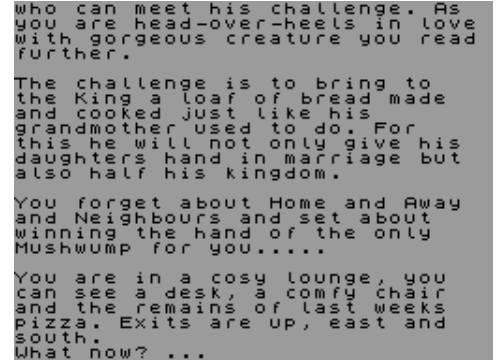 who can meet his challenge. As
you are head-over-heels in love
with gorgeous creature you read
further.
The challenge is to bring to
the King a loaf of bread made
and cooked just like his
grandmother used to do. For
this he will not only give his
daughters hand in marriage but
also half his kingdom.
You forget about Home and Away
and Neighbours and set about
winning the hand of the only
Mushwump for you.....
You are in a cosy lounge, you
can see a desk, a comfy chair
and the remains of last weeks
pizza. Exits are up, east and
south.
What now? ...